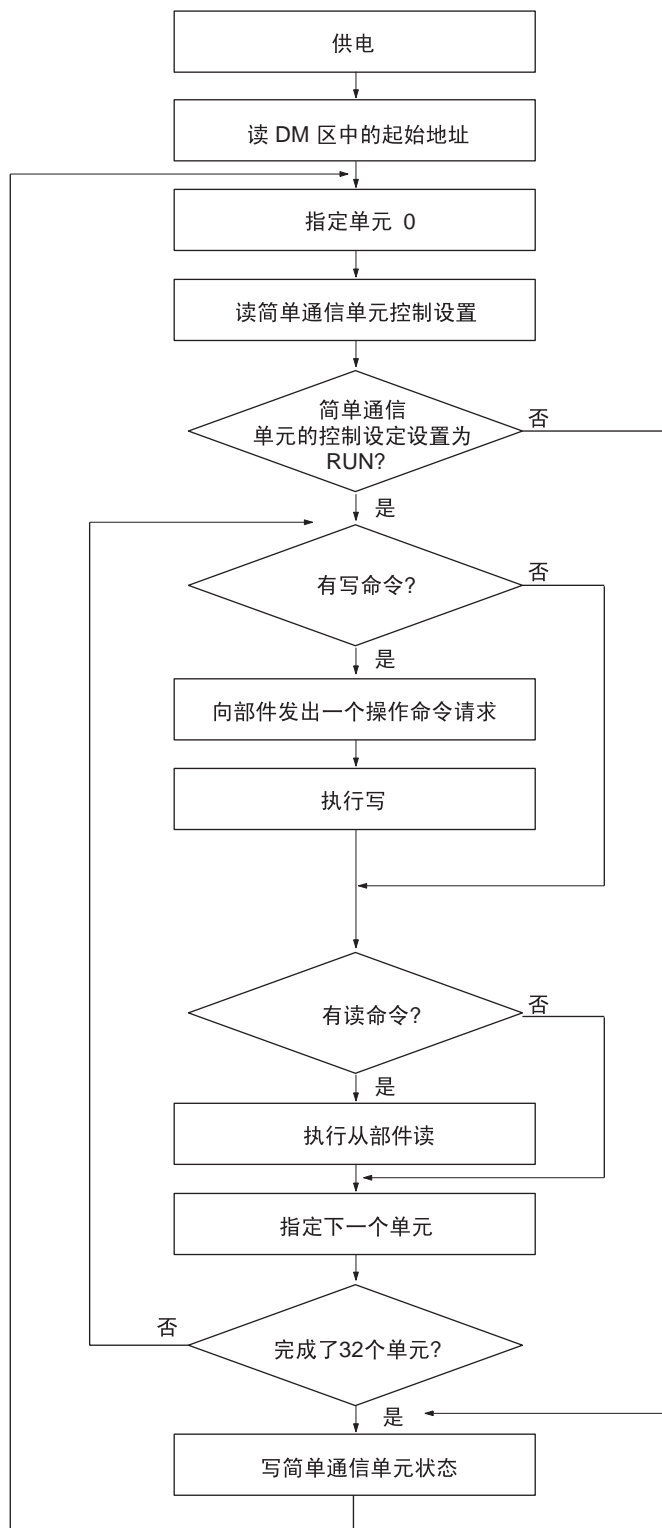 供电
读 DM 区中的起始地址
指定单元 0
读简单通信单元控制设置
简单通信
单元的控制设定设置为
RUN?
否
是
有写命令?
否
是
向部件发出一个操作命令请求
执行写
有读命令?
否
是
执行从部件读
指定下一个单元
否
完成了32个单元?
是
写简单通信单元状态